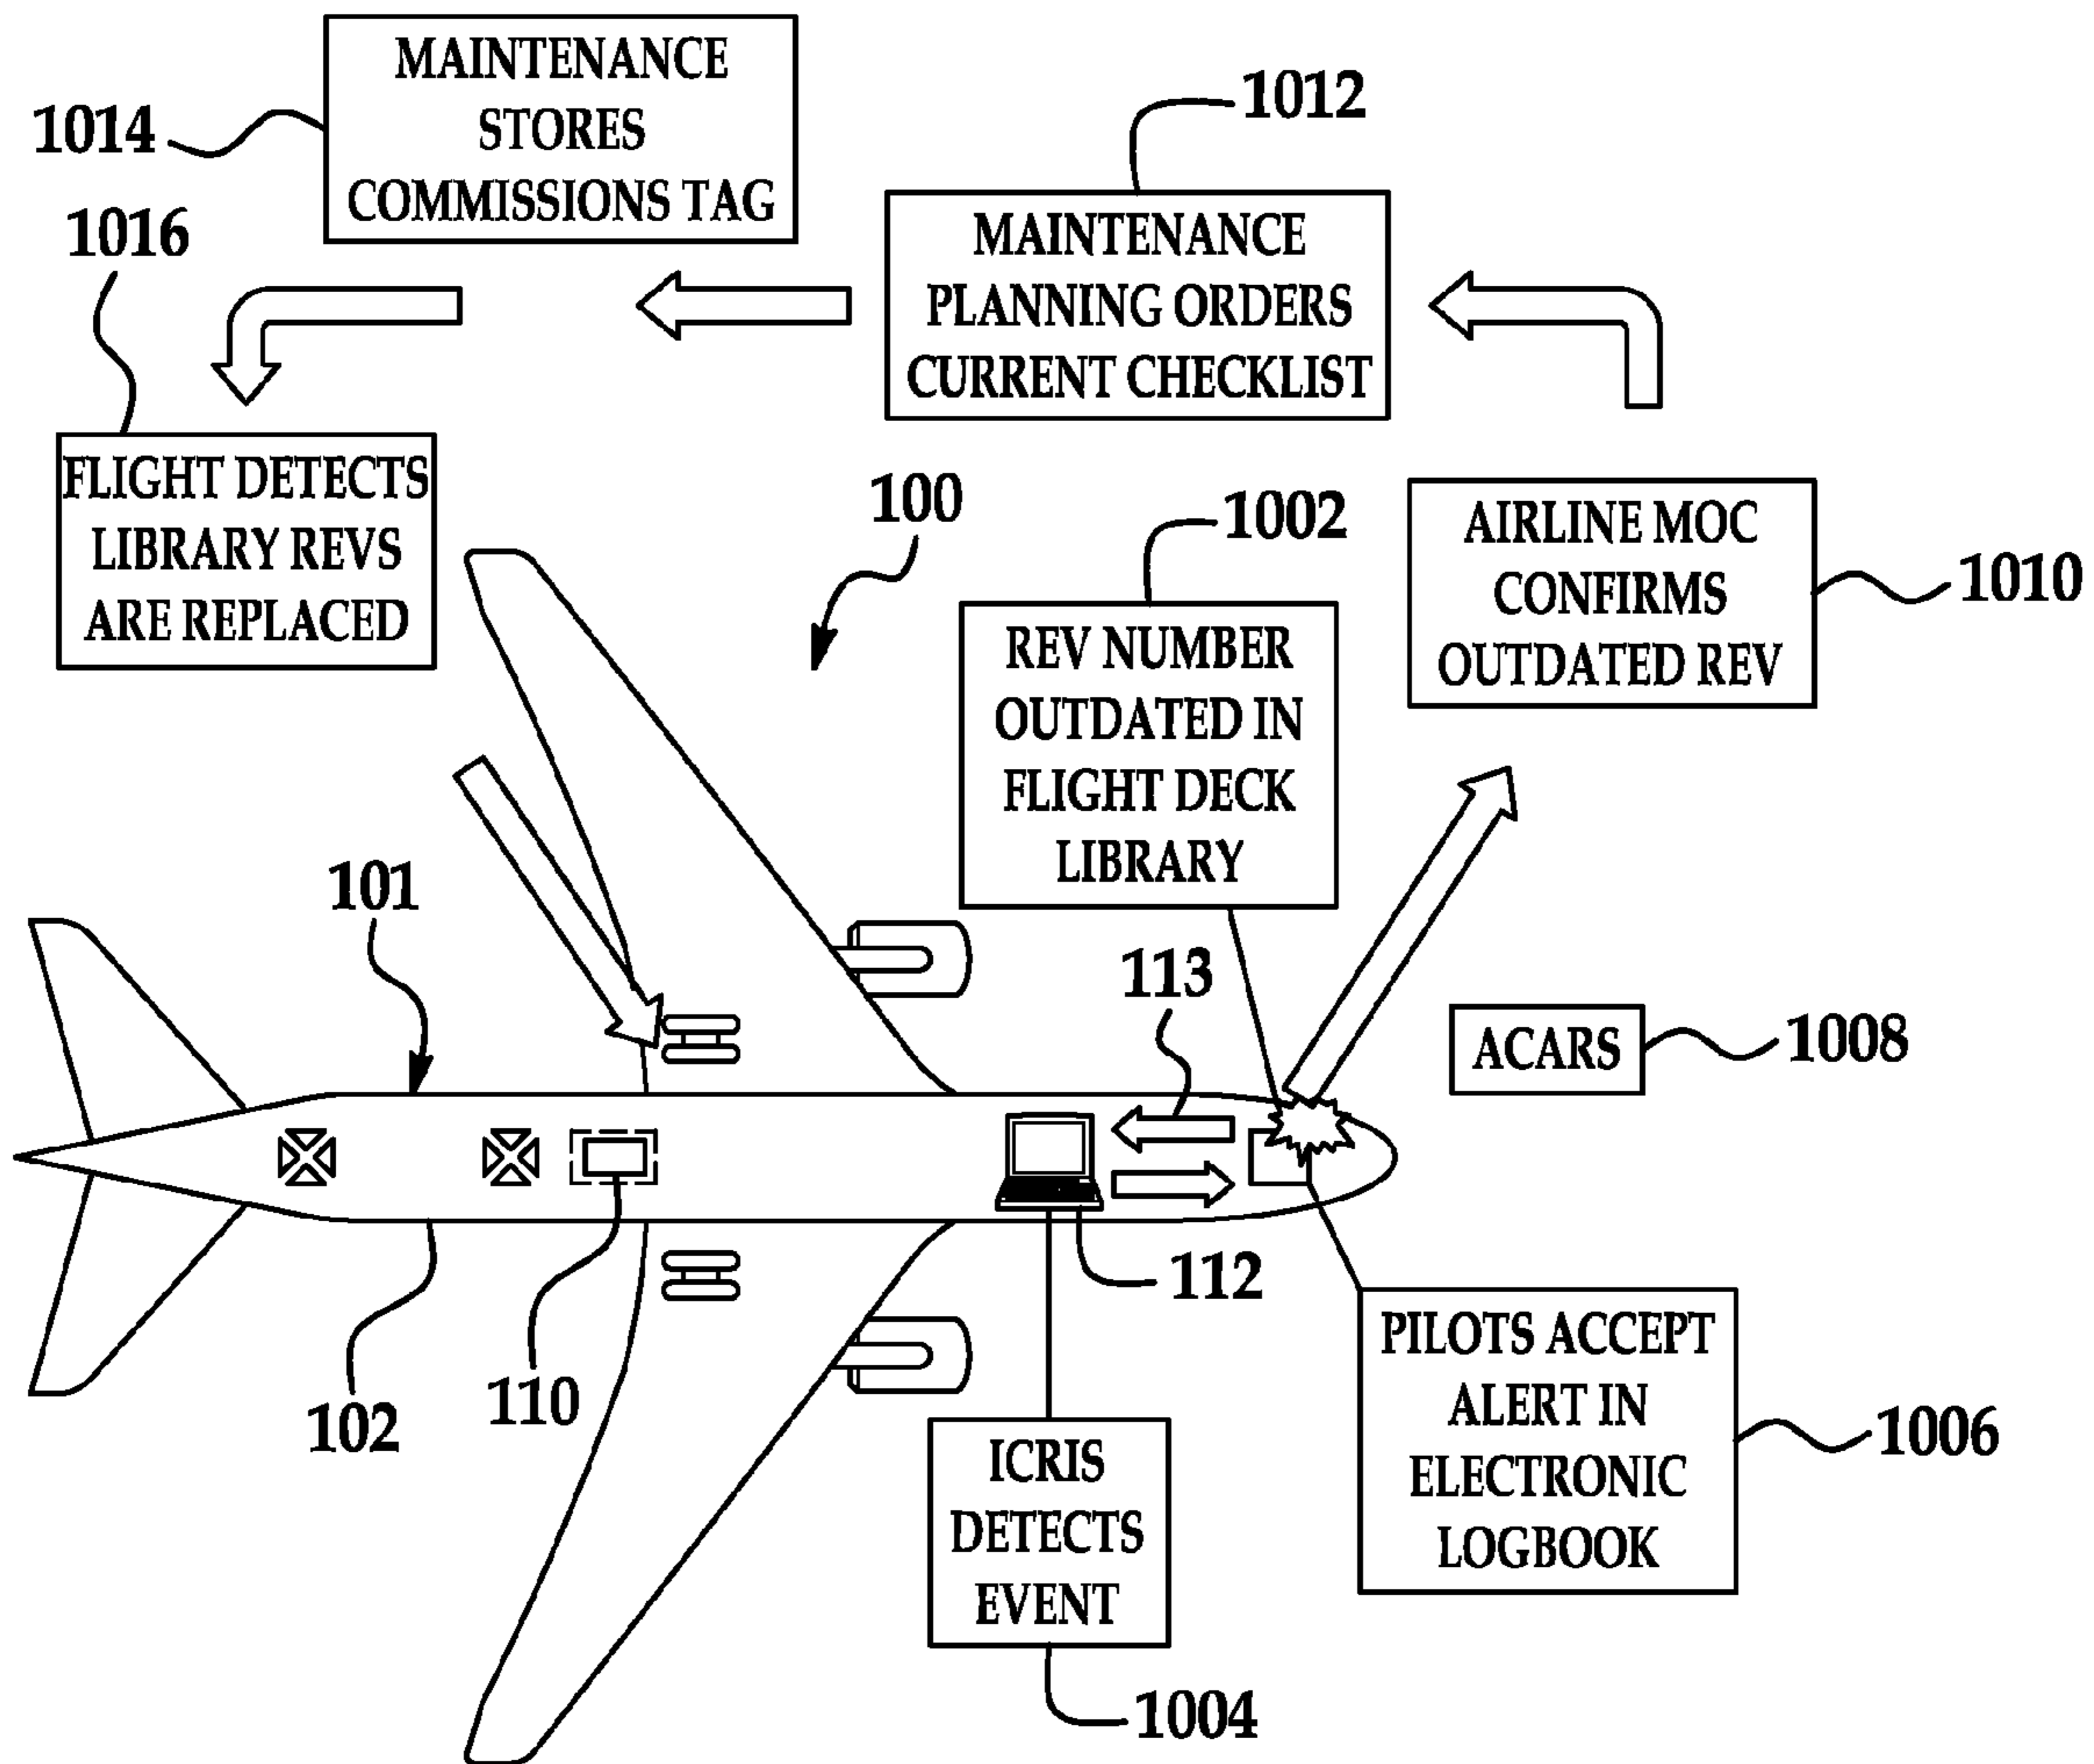 MAINTENANCE
STORES
COMMISSIONS TAG
1014
1012
1016
MAINTENANCE
PLANNING ORDERS
CURRENT CHECKLIST
FLIGHT DETECTS
LIBRARY REVS
ARE REPLACED
100
1002
AIRLINE MOC
CONFIRMS
OUTDATED REV
1010
REV NUMBER
OUTDATED IN
FLIGHT DECK
LIBRARY
101
113
ACARS
1008
112
110
102
PILOTS ACCEPT
ALERT IN
ELECTRONIC
LOGBOOK
1006
ICRIS
DETECTS
EVENT
1004